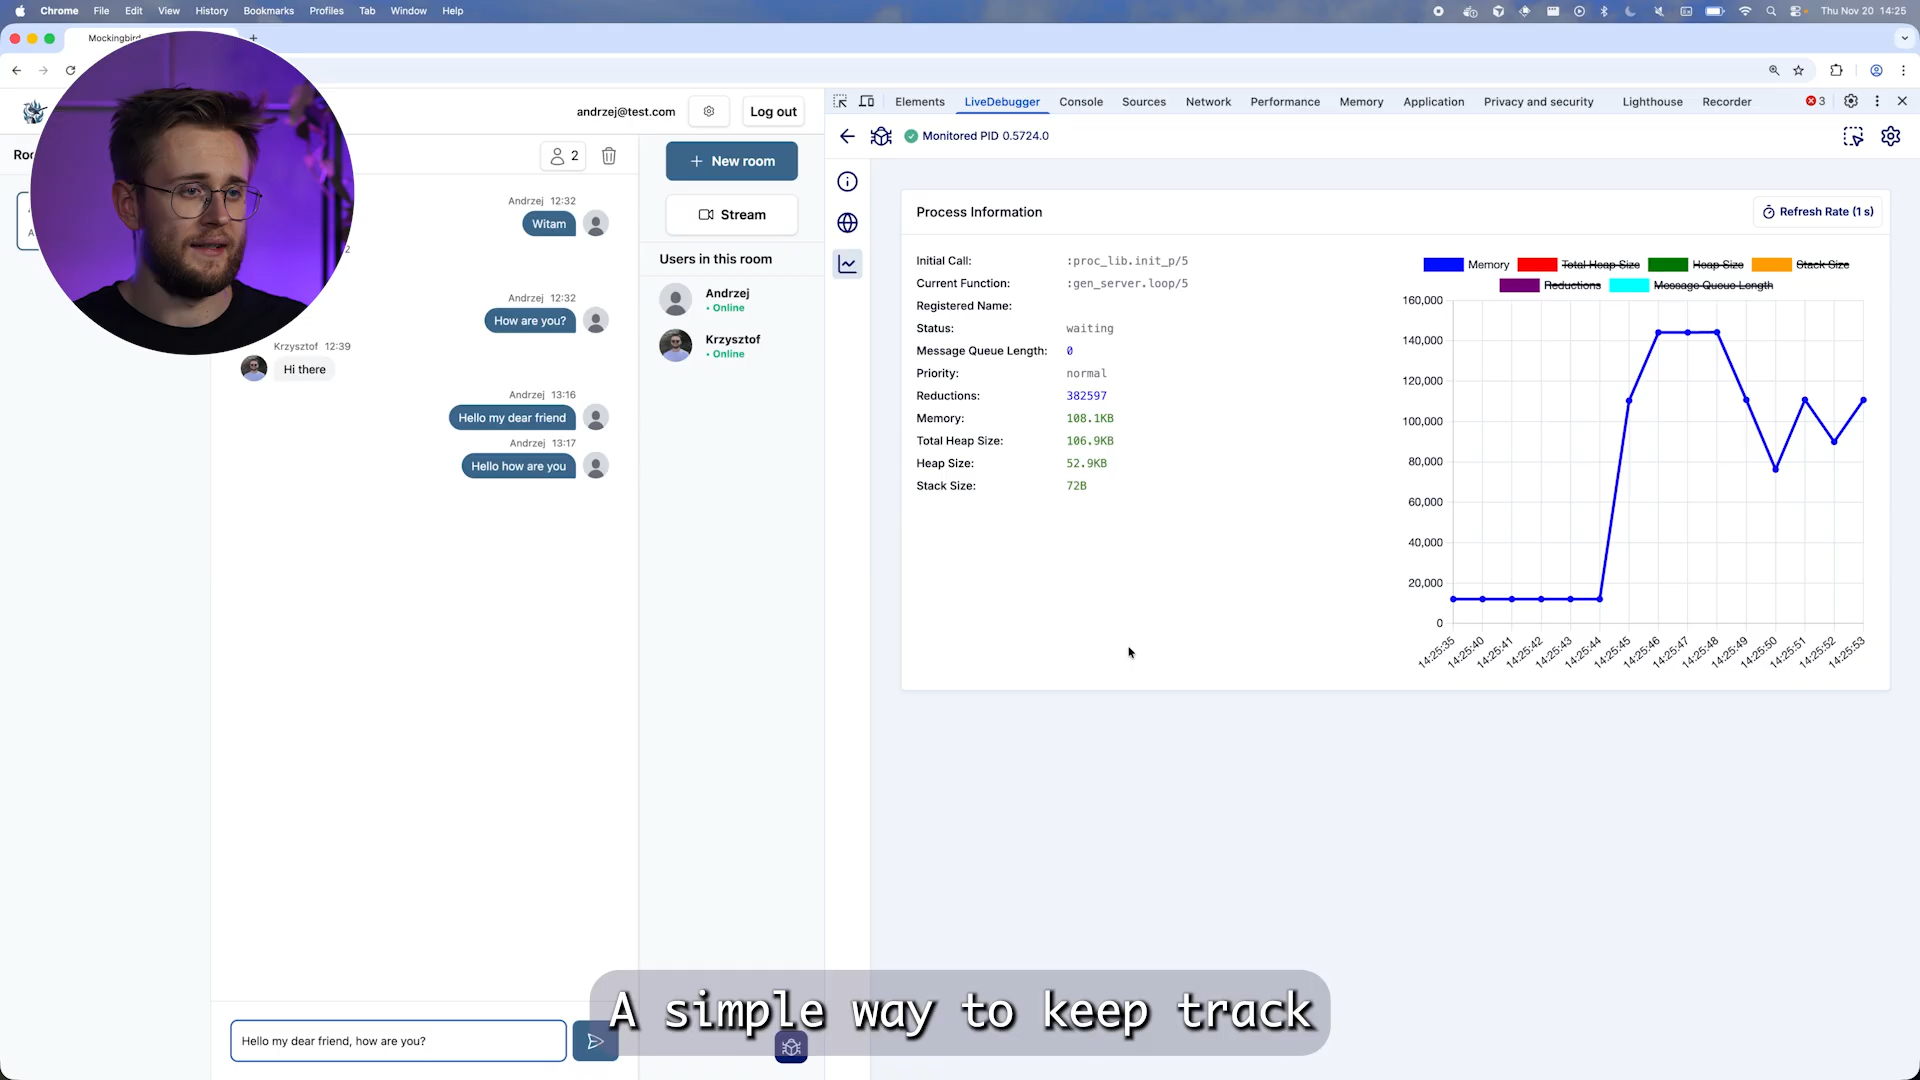 Chrome File Edit View History Bookmarks Profiles Tab Window Help
Thu Nov 20 14:25
Mockingbird
andrzej@test.com
Log out
Elements LiveDebugger Console Sources Network Performance Memory Application Privacy and security Lighthouse Recorder
3
Monitored PID 0.5724.0
2
Andrzej 12:32
Witam
Andrzej 12:32
How are you?
Krzysztof 12:39
Hi there
Andrzej 13:16
Hello my dear friend
Andrzej 13:17
Hello how are you
Hello my dear friend, how are you?
New room
Stream
Users in this room
Andrzej
• Online
Krzysztof
• Online
Process Information
Refresh Rate (1 s)
Initial Call: :proc_lib.init_p/5
Current Function: :gen_server.loop/5
Registered Name:
Status: waiting
Message Queue Length: 0
Priority: normal
Reductions: 382597
Memory: 108.1KB
Total Heap Size: 106.9KB
Heap Size: 52.9KB
Stack Size: 72B
Memory Total Heap Size Heap Size Stack Size
Reductions Message Queue Length
160,000
140,000
120,000
100,000
80,000
60,000
40,000
20,000
0
14:25:35 14:25:40 14:25:41 14:25:42 14:25:43 14:25:44 14:25:45 14:25:46 14:25:47 14:25:48 14:25:49 14:25:50 14:25:51 14:25:52 14:25:53
A simple way to keep track